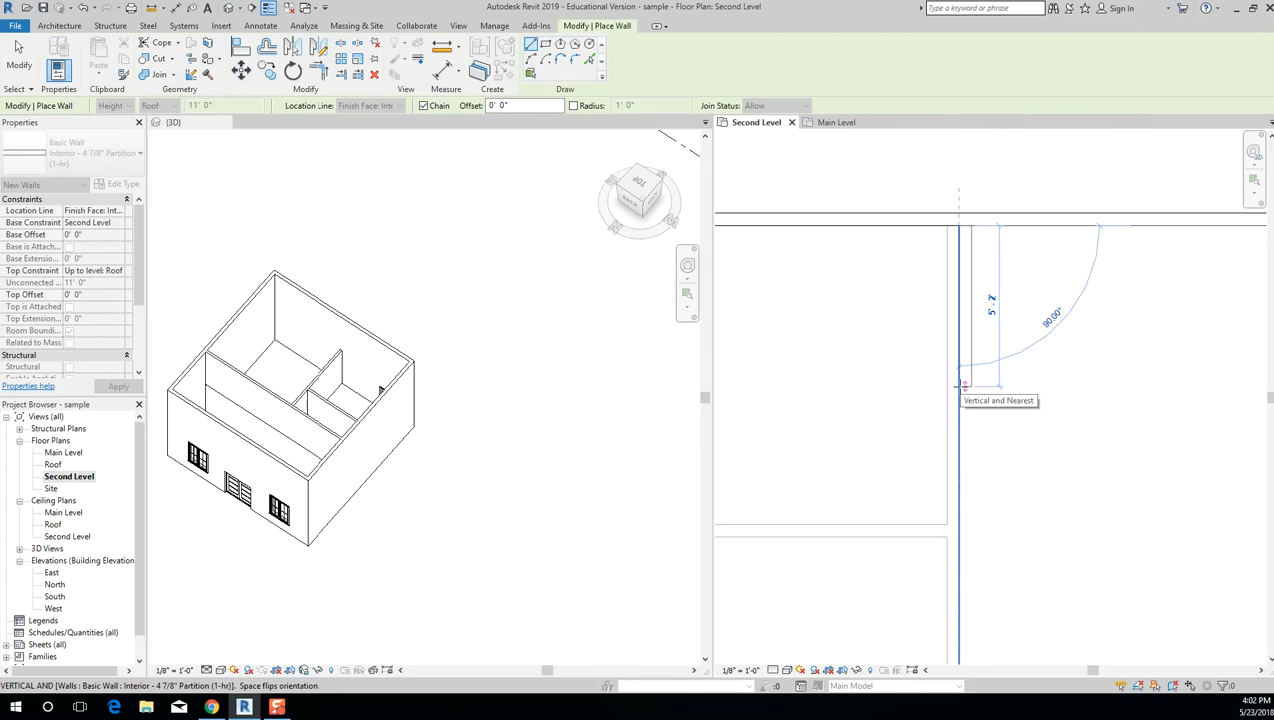 Autodesk Revit 2019 - Educational Version - sample - Floor Plan: Second Level
Type a keyword or phrase
Sign In
File Architecture Structure Steel Systems Insert Annotate Analyze Massing & Site Collaborate View Manage Add-Ins Modify | Place Wall
Modify
Paste
Cope
Cut
Join
Select Properties Clipboard Geometry Modify View Measure Create Draw
Modify | Place Wall Height Roof 11' 0" Location Line: Finish Face: Int Chain Offset: 0' 0" Radius: 1' 0" Join Status: Allow
Properties
{3D}
Second Level
Main Level
Basic Wall
Interior - 4 7/8" Partition
(1-hr)
New Walls Edit Type
Constraints
Location Line Finish Face: Int...
Base Constraint Second Level
Base Offset 0' 0"
Base is Attach...
Base Extension...
Top Constraint Up to level: Roof
Unconnected ... 11' 0"
Top Offset 0' 0"
Top is Attached
Top Extension... 0' 0"
Room Boundi...
Related to Mass
Structural
Structural
Properties help Apply
Project Browser - sample
Views (all)
Structural Plans
Floor Plans
Main Level
Roof
Second Level
Site
Ceiling Plans
Main Level
Roof
Second Level
3D Views
Elevations (Building Elevation
East
North
South
West
Legends
Schedules/Quantities (all)
Sheets (all)
Families
TOP
BACK
5' - 2"
90.00°
Vertical and Nearest
1/8" = 1'-0"
1/8" = 1'-0"
VERTICAL AND [Walls : Basic Wall : Interior - 4 7/8" Partition (1-hr)]. Space flips orientation.
:0
Main Model
:0
4:02 PM
5/23/2018